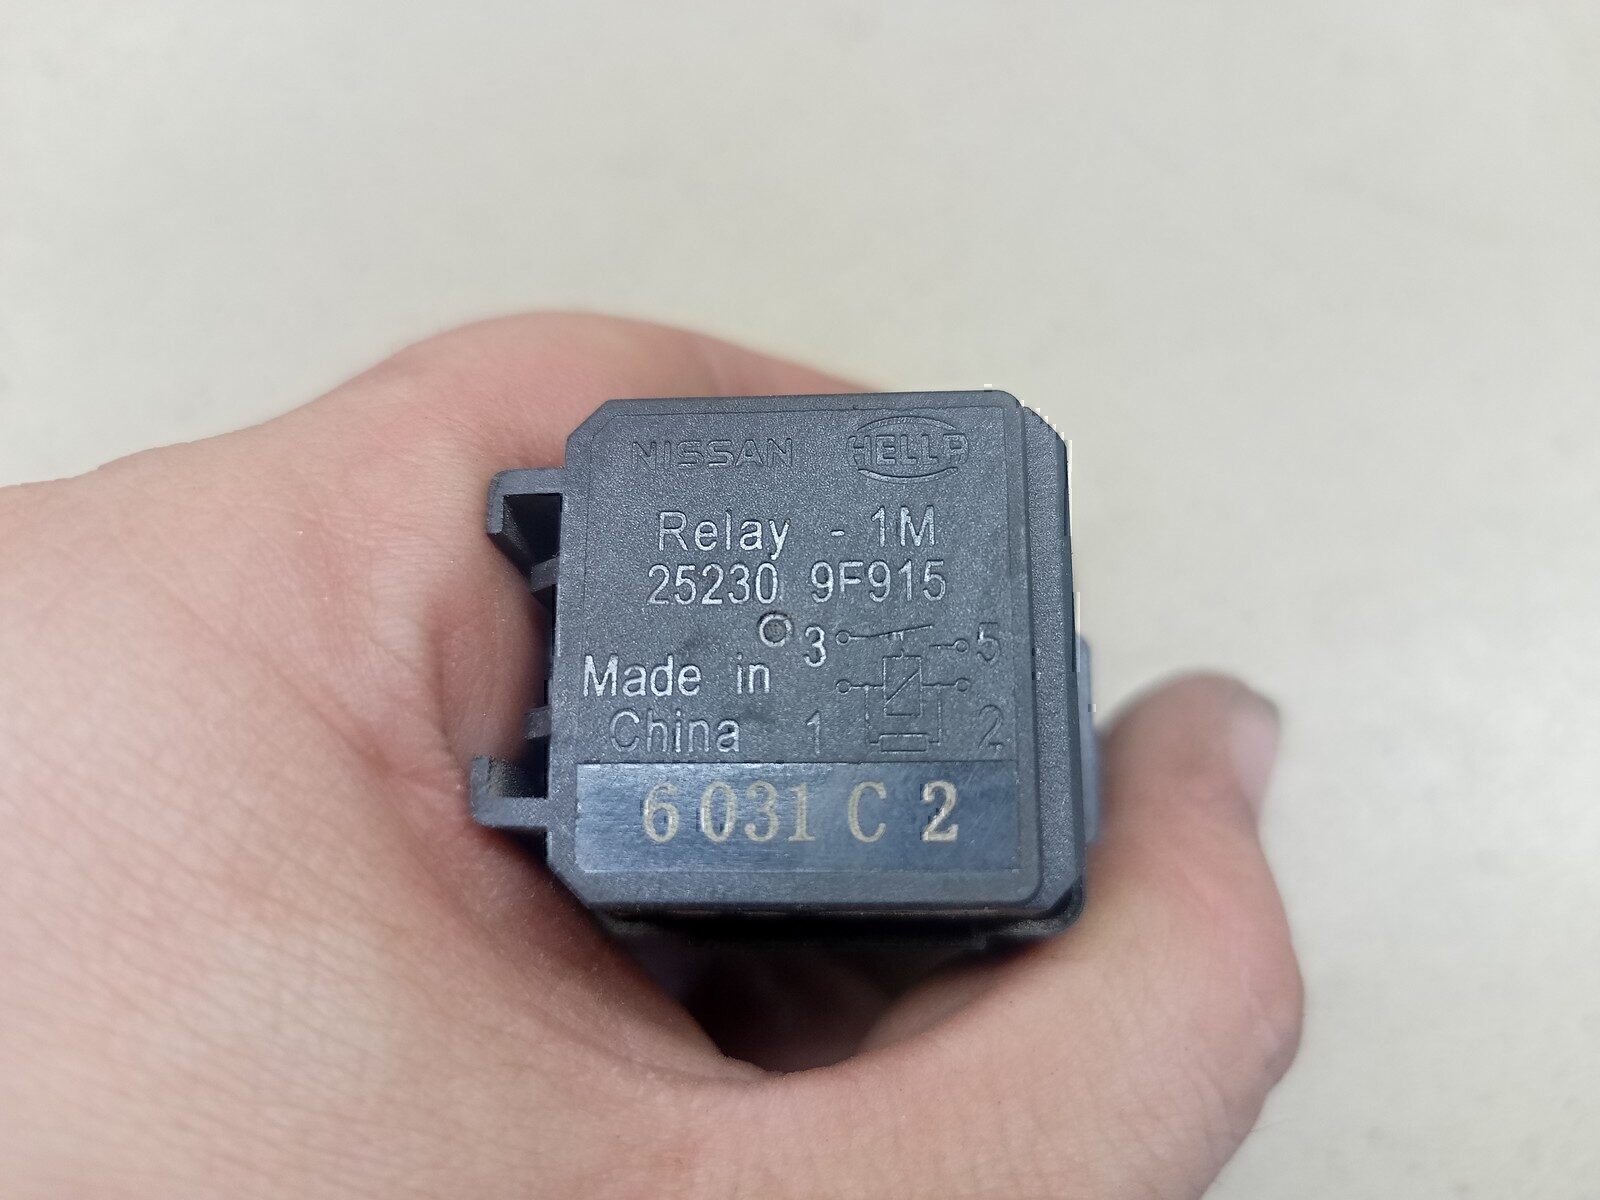 NISSAN HELLA
Relay - 1M
25230 9F915
3 5
Made in
China 1 2
6 031 C 2